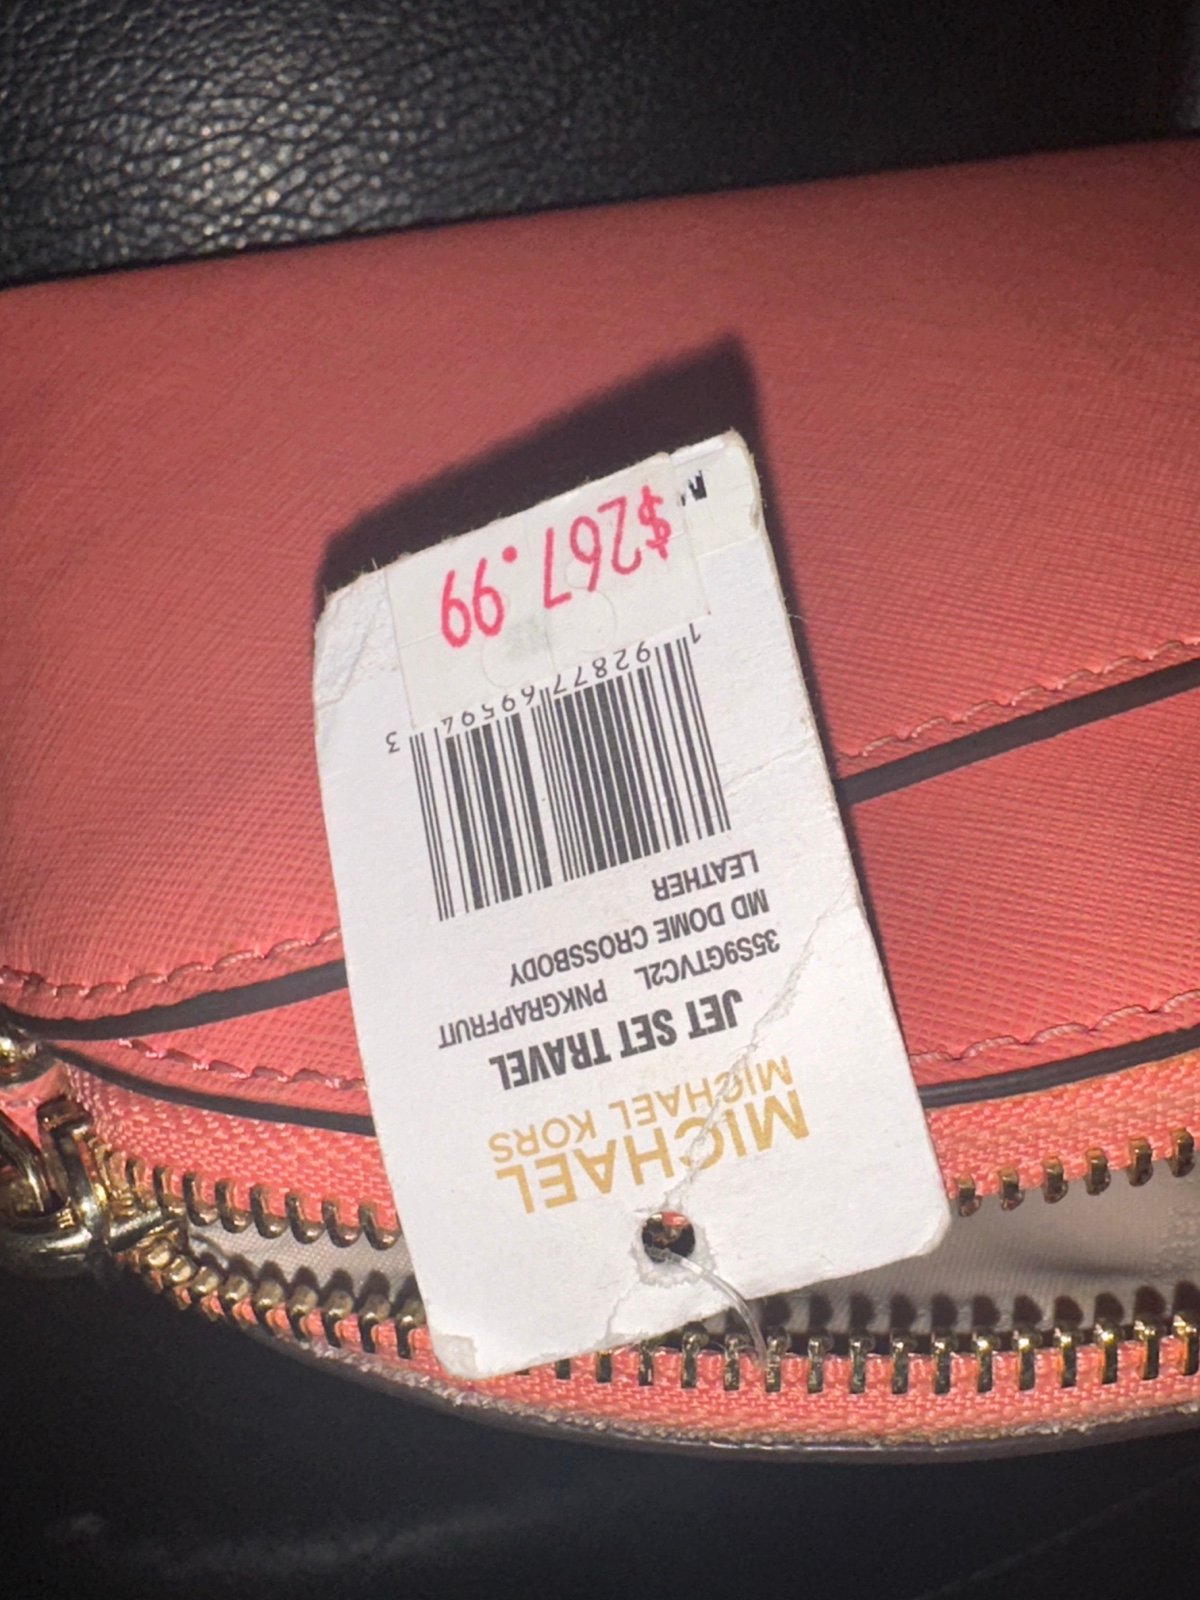 MICHAEL
MICHAEL KORS
JET SET TRAVEL
35S9GTVC2L PNKGRAPFRUIT
MD DOME CROSSBODY
LEATHER
1 92877 69594 3
$267.99